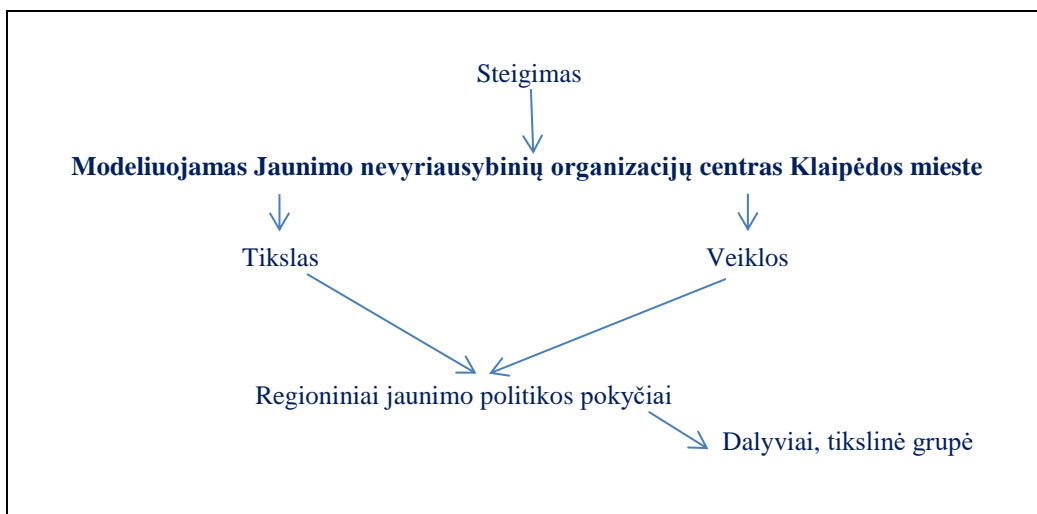 Steigimas
Modeliuojamas Jaunimo nevyriausybinių organizacijų centras Klaipėdos mieste
Tikslas
Veiklos
Regioniniai jaunimo politikos pokyčiai
Dalyviai, tikslinė grupė